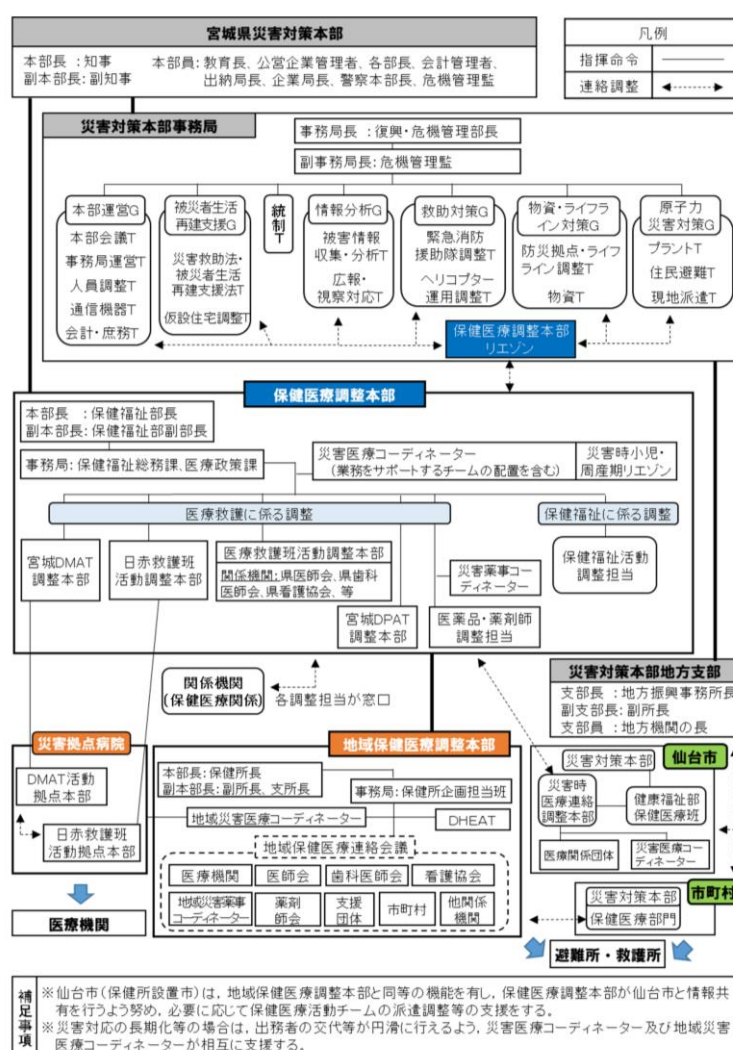 宮城県災害対策本部
本部長 :知事
副本部長:副知事
本部員:教育長、公営企業管理者、各部長、会計管理者、
出納局長、企業局長、警察本部長、危機管理監
凡例
指揮命令
連絡調整
災害対策本部事務局
事務局長:復興・危機管理部長
副事務局長:危機管理監
本部運営G
本部会議T
事務局運営T
人員調整T
通信機器T
会計・庶務T
被災者生活
再建支援G
災害救助法・
被災者生活
再建支援法T
仮設住宅調整T
統制T
情報分析G
被害情報
収集・分析T
広報・
視察対応T
救助対策G
緊急消防
援助隊調整T
ヘリコプター
運用調整T
物資・ライフラ
イン対策G
防災拠点・ライフ
ライン調整T
物資T
原子力
災害対策G
プラントT
住民避難T
現地派遣T
保健医療調整本部
リエゾン
保健医療調整本部
本部長 :保健福祉部長
副本部長:保健福祉部副部長
事務局:保健福祉総務課、医療政策課
災害医療コーディネーター
(業務をサポートするチームの配置を含む)
災害時小児・
周産期リエゾン
医療救護に係る調整
保健福祉に係る調整
宮城DMAT
調整本部
日赤救護班
活動調整本部
医療救護班活動調整本部
関係機関:県医師会、県歯科
医師会、県看護協会、等
災害薬事コー
ディネーター
保健福祉活動
調整担当
宮城DPAT
調整本部
医薬品・薬剤師
調整担当
関係機関
(保健医療関係)
各調整担当が窓口
災害対策本部地方支部
支部長 :地方振興事務所長
副支部長:副所長
支部員 :地方機関の長
災害拠点病院
DMAT活動
拠点本部
日赤救護班
活動拠点本部
医療機関
地域保健医療調整本部
本部長:保健所長
副本部長:副所長、支所長
事務局:保健所企画担当班
地域災害医療コーディネーター
DHEAT
地域保健医療連絡会議
医療機関
医師会
歯科医師会
看護協会
地域災害薬事
コーディネーター
薬剤
師会
支援
団体
市町村
他関係
機関
仙台市
災害対策本部
災害時
医療連絡
調整本部
健康福祉部
保健医療班
医療関係団体
災害医療コー
ディネーター
市町村
災害対策本部
保健医療部門
避難所・救護所
補足事項
※仙台市(保健所設置市)は、地域保健医療調整本部と同等の機能を有し、保健医療調整本部が仙台市と情報共
有を行うよう努め、必要に応じて保健医療活動チームの派遣調整等の支援をする。
※災害対応の長期化等の場合は、出務者の交代等が円滑に行えるよう、災害医療コーディネーター及び地域災害
医療コーディネーターが相互に支援する。